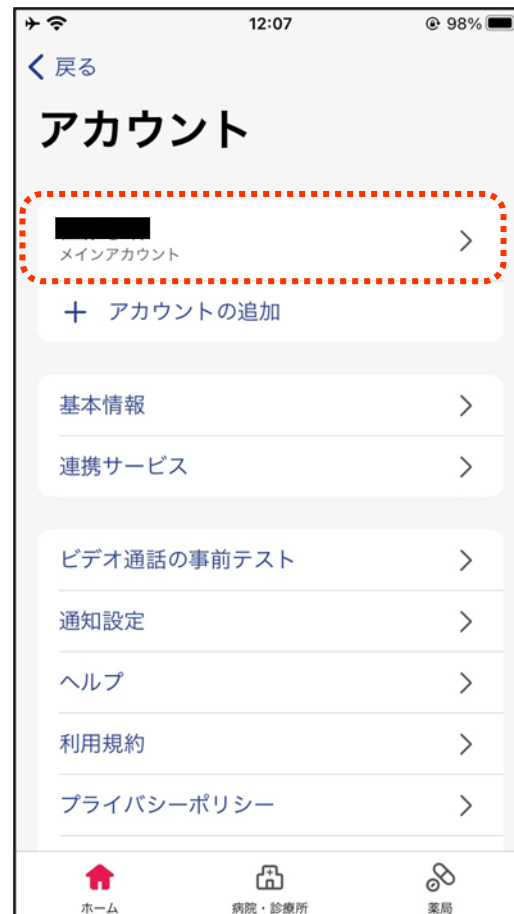 12:07
98%
戻る
アカウント
メインアカウント
アカウントの追加
基本情報
連携サービス
ビデオ通話の事前テスト
通知設定
ヘルプ
利用規約
プライバシーポリシー
ホーム 病院・診療所 薬局